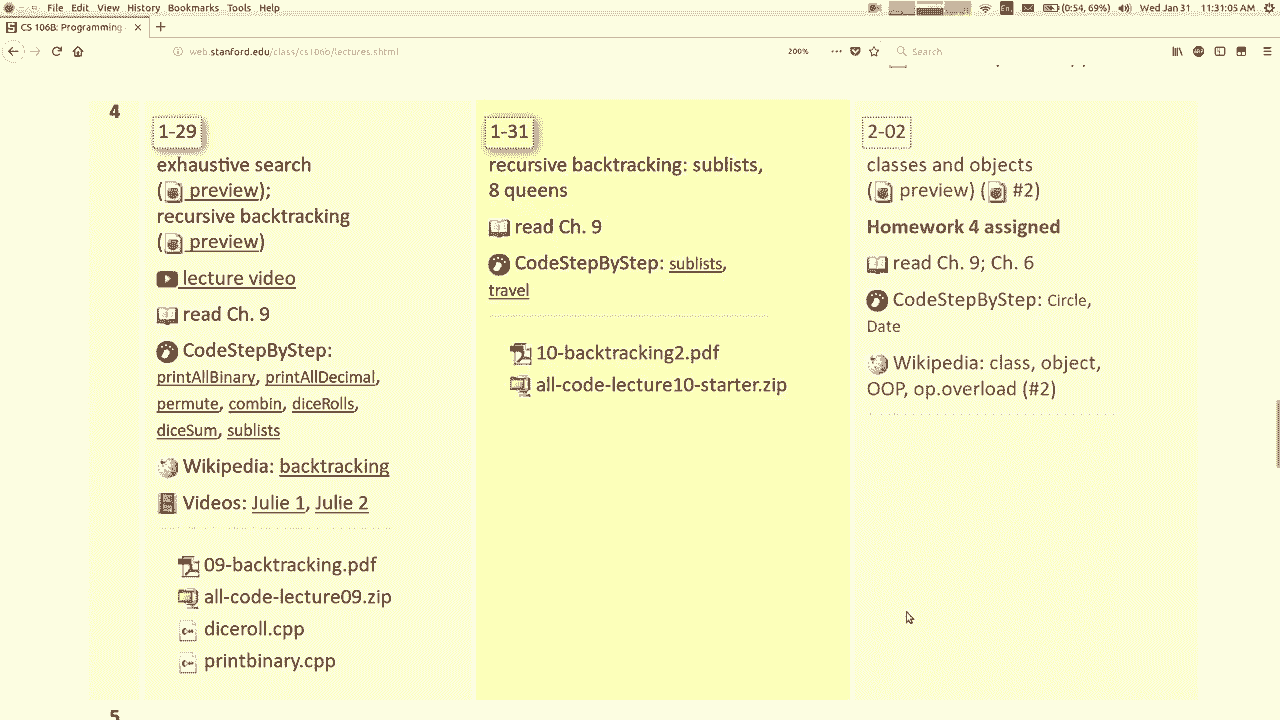 File Edit View History Bookmarks Tools Help
En
(0:54, 69%)
Wed Jan 31 11:31:05 AM
CS 106B: Programming
web.stanford.edu/class/cs106b/lectures.shtml
200%
Search
4
1-29
exhaustive search
( preview);
recursive backtracking
( preview)
lecture video
read Ch. 9
CodeStepByStep:
printAllBinary, printAllDecimal,
permute, combin, diceRolls,
diceSum, sublists
Wikipedia: backtracking
Videos: Julie 1, Julie 2
09-backtracking.pdf
all-code-lecture09.zip
diceroll.cpp
printbinary.cpp
1-31
recursive backtracking: sublists,
8 queens
read Ch. 9
CodeStepByStep: sublists,
travel
10-backtracking2.pdf
all-code-lecture10-starter.zip
2-02
classes and objects
( preview) ( #2)
Homework 4 assigned
read Ch. 9; Ch. 6
CodeStepByStep: Circle,
Date
Wikipedia: class, object,
OOP, op.overload (#2)
5